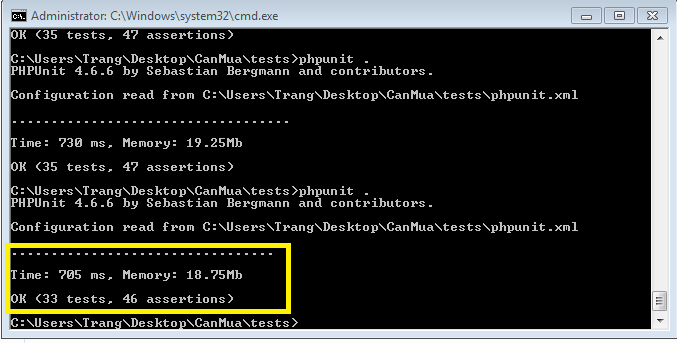 Administrator: C:\Windows\system32\cmd.exe
OK (35 tests, 47 assertions)
C:\Users\Trang\Desktop\CanMua\tests>phpunit .
PHPUnit 4.6.6 by Sebastian Bergmann and contributors.
Configuration read from C:\Users\Trang\Desktop\CanMua\tests\phpunit.xml
...................................
Time: 730 ms, Memory: 19.25Mb
OK (35 tests, 47 assertions)
C:\Users\Trang\Desktop\CanMua\tests>phpunit .
PHPUnit 4.6.6 by Sebastian Bergmann and contributors.
Configuration read from C:\Users\Trang\Desktop\CanMua\tests\phpunit.xml
.................................
Time: 705 ms, Memory: 18.75Mb
OK (33 tests, 46 assertions)
C:\Users\Trang\Desktop\CanMua\tests>